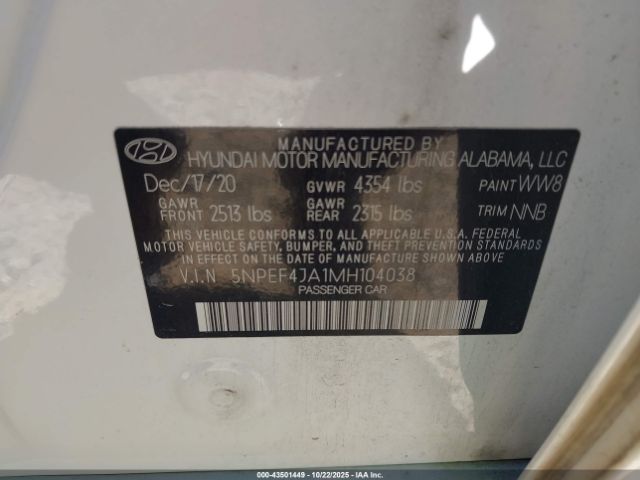 MANUFACTURED BY
HYUNDAI MOTOR MANUFACTURING ALABAMA, LLC
Dec/17/20 GVWR 4354 lbs PAINT WW8
GAWR FRONT 2513 lbs GAWR REAR 2315 lbs TRIM NNB
THIS VEHICLE CONFORMS TO ALL APPLICABLE U.S.A. FEDERAL
MOTOR VEHICLE SAFETY, BUMPER, AND THEFT PREVENTION STANDARDS
IN EFFECT ON THE DATE OF MANUFACTURE SHOWN ABOVE
V.I.N 5NPEF4JA1MH104038
PASSENGER CAR
00-43501449 - 10/22/2025 - IAA Inc.